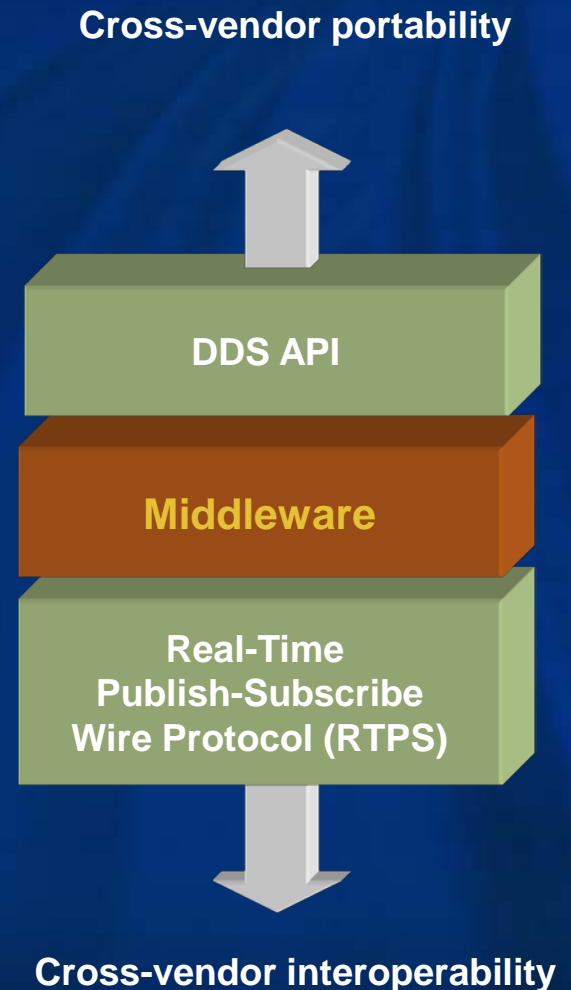 Cross-vendor portability
DDS API
Middleware
Real-Time
Publish-Subscribe
Wire Protocol (RTPS)
Cross-vendor interoperability